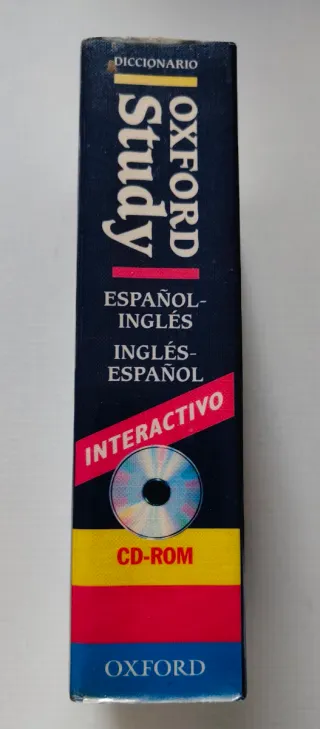 DICCIONARIO
OXFORD
Study
ESPAÑOL-
INGLÉS
INGLÉS-
ESPAÑOL
INTERACTIVO
CD-ROM
OXFORD